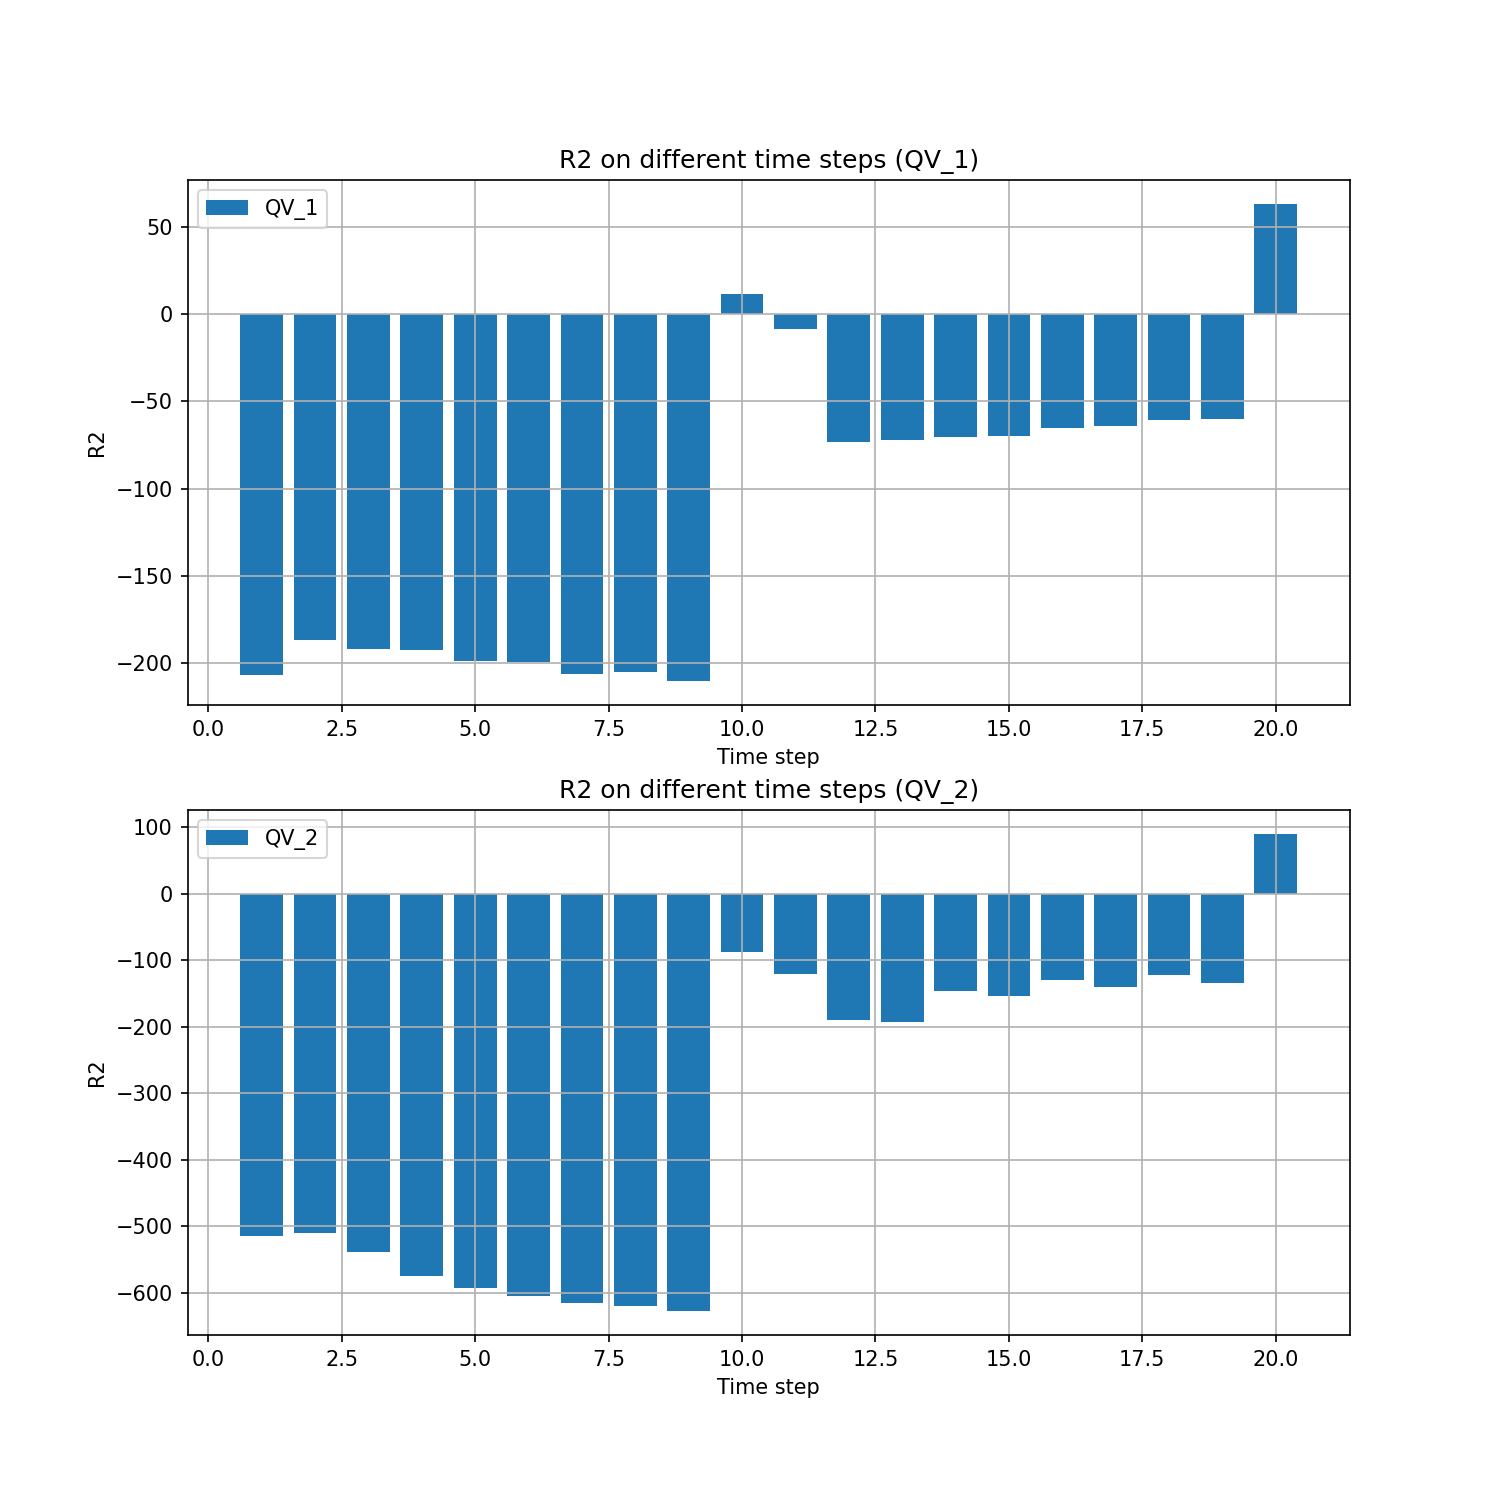 R2 on different time steps (QV_1)
QV_1
50
0
−50
−100
−150
−200
R2
0.0 2.5 5.0 7.5 10.0 12.5 15.0 17.5 20.0
Time step
R2 on different time steps (QV_2)
QV_2
100
0
−100
−200
−300
−400
−500
−600
R2
0.0 2.5 5.0 7.5 10.0 12.5 15.0 17.5 20.0
Time step